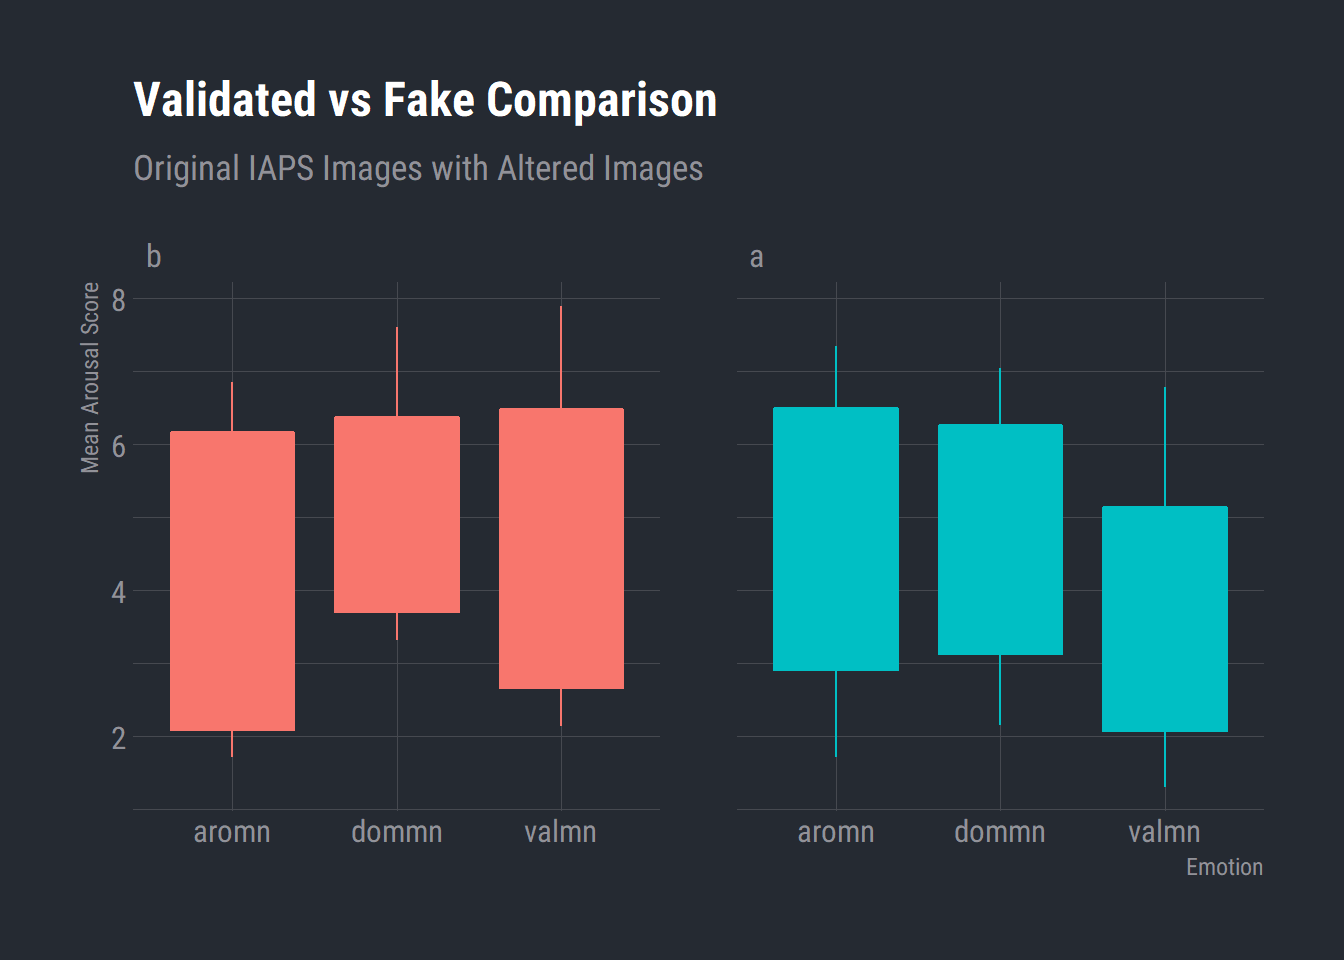 Validated vs Fake Comparison
Original IAPS Images with Altered Images
b
a
Mean Arousal Score
8
6
4
2
aromn dommn valmn
aromn dommn valmn
Emotion